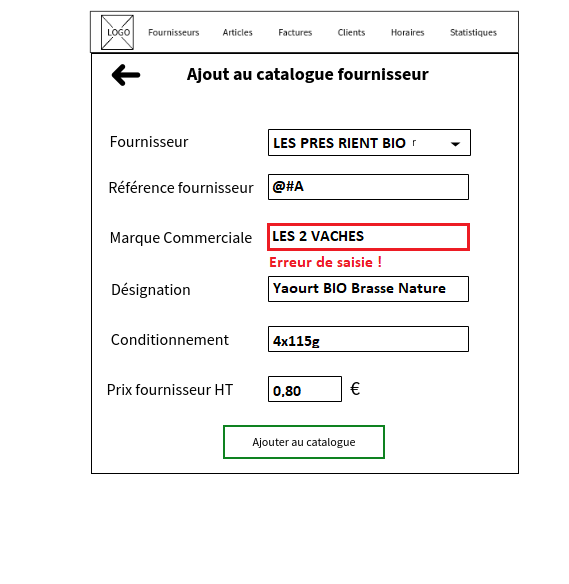 LOGO Fournisseurs Articles Factures Clients Horaires Statistiques
Ajout au catalogue fournisseur
Fournisseur LES PRES RIENT BIO r
Référence fournisseur @#A
Marque Commerciale LES 2 VACHES
Erreur de saisie !
Désignation Yaourt BIO Brasse Nature
Conditionnement 4x115g
Prix fournisseur HT 0,80 €
Ajouter au catalogue